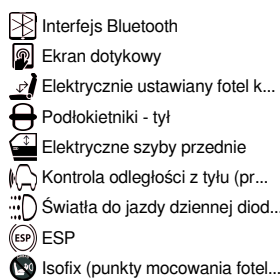 Interfejs Bluetooth
Ekran dotykowy
Elektrycznie ustawiany fotel k...
Podłokietniki - tył
Elektryczne szyby przednie
Kontrola odległości z tyłu (pr...
Światła do jazdy dziennej diod...
ESP ESP
Isofix (punkty mocowania fotel...